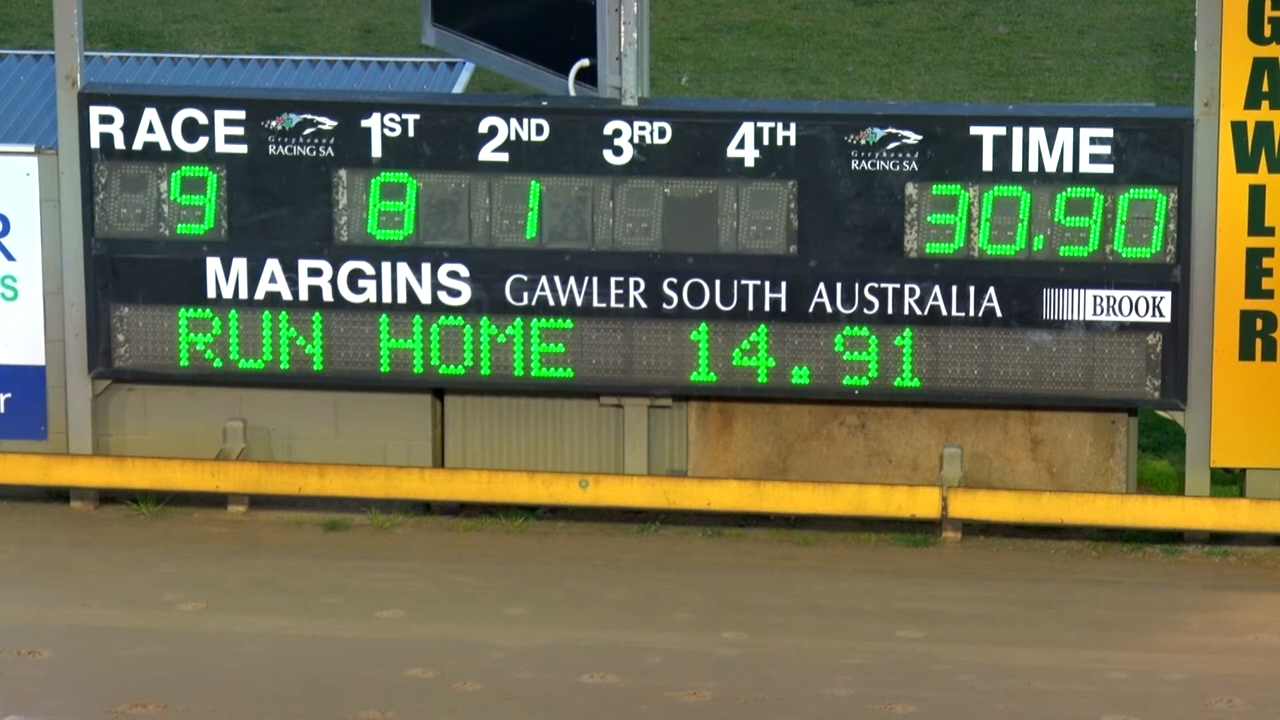 RACE Greyhound RACING SA 1ST 2ND 3RD 4TH Greyhound RACING SA TIME
9 8 1 30.90
MARGINS GAWLER SOUTH AUSTRALIA BROOK
RUN HOME 14.91
GAWLER
R
S
r